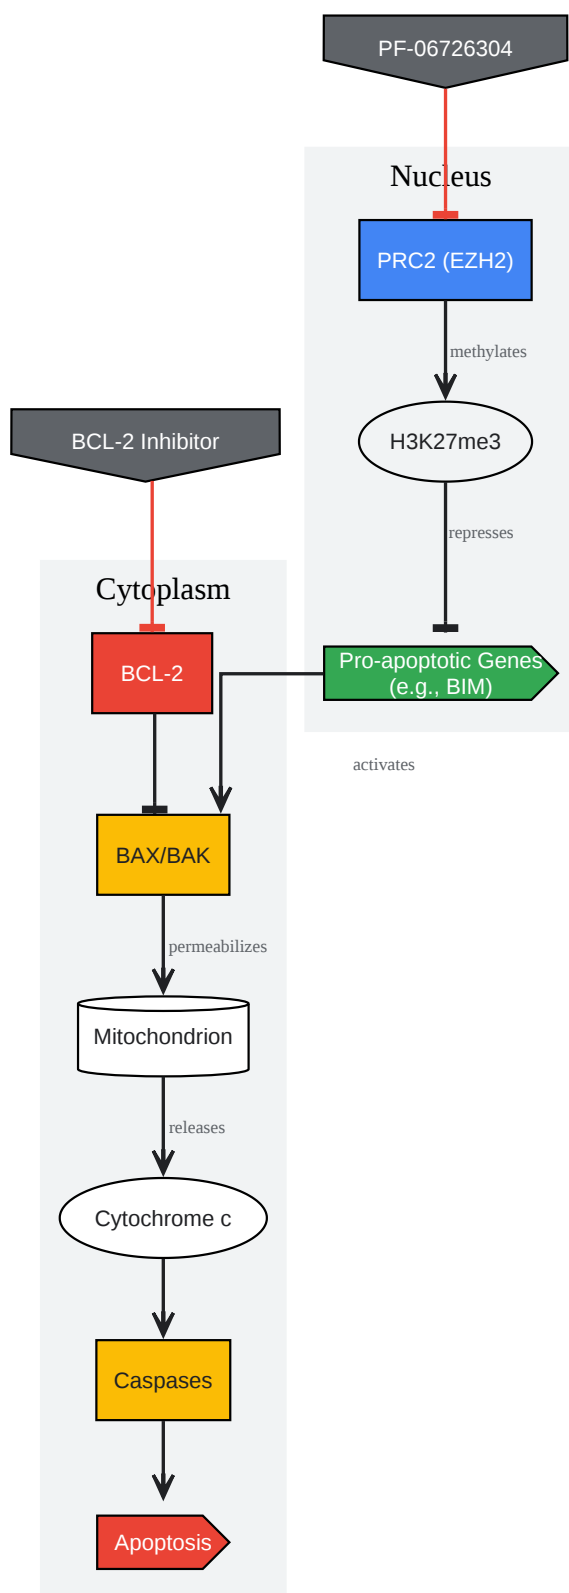 PF-06726304
Nucleus
PRC2 (EZH2)
methylates
H3K27me3
BCL-2 Inhibitor
represses
Cytoplasm
BCL-2
Pro-apoptotic Genes
(e.g., BIM)
activates
BAX/BAK
permeabilizes
Mitochondrion
releases
Cytochrome c
Caspases
Apoptosis